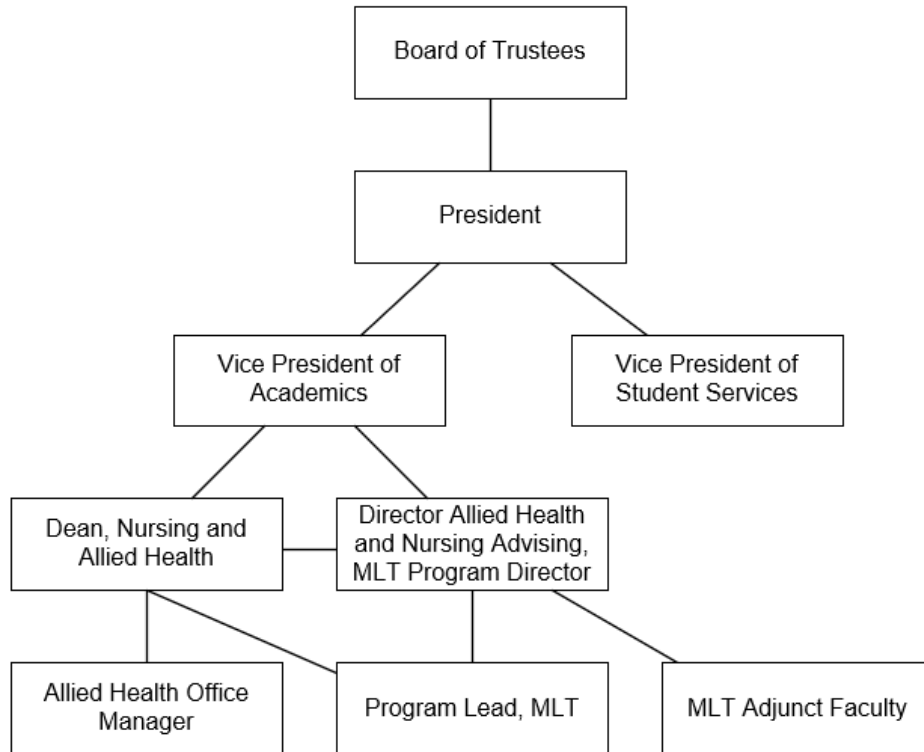 Board of Trustees
President
Vice President of
Academics
Vice President of
Student Services
Dean, Nursing and
Allied Health
Director Allied Health
and Nursing Advising,
MLT Program Director
Allied Health Office
Manager
Program Lead, MLT
MLT Adjunct Faculty